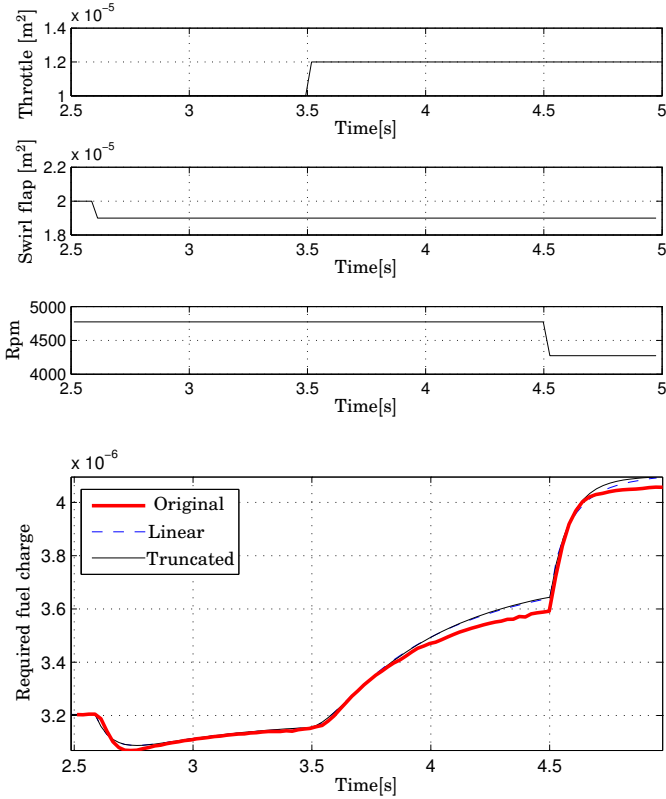 x 10⁻⁵
Throttle [m²]
1.4
1.2
1
2.5 3 3.5 4 4.5 5
Time[s]
x 10⁻⁵
Swirl flap [m²]
2.2
2
1.8
2.5 3 3.5 4 4.5 5
Time[s]
Rpm
5000
4500
4000
2.5 3 3.5 4 4.5 5
Time[s]
x 10⁻⁶
Required fuel charge
4
3.8
3.6
3.4
3.2
Original
Linear
Truncated
2.5 3 3.5 4 4.5
Time[s]